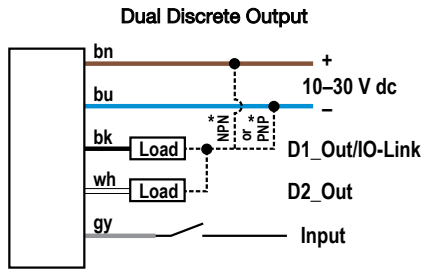 Dual Discrete Output
bn
+
10–30 V dc
bu
–
* NPN
or
* PNP
bk
Load
D1_Out/IO-Link
wh
Load
D2_Out
gy
Input